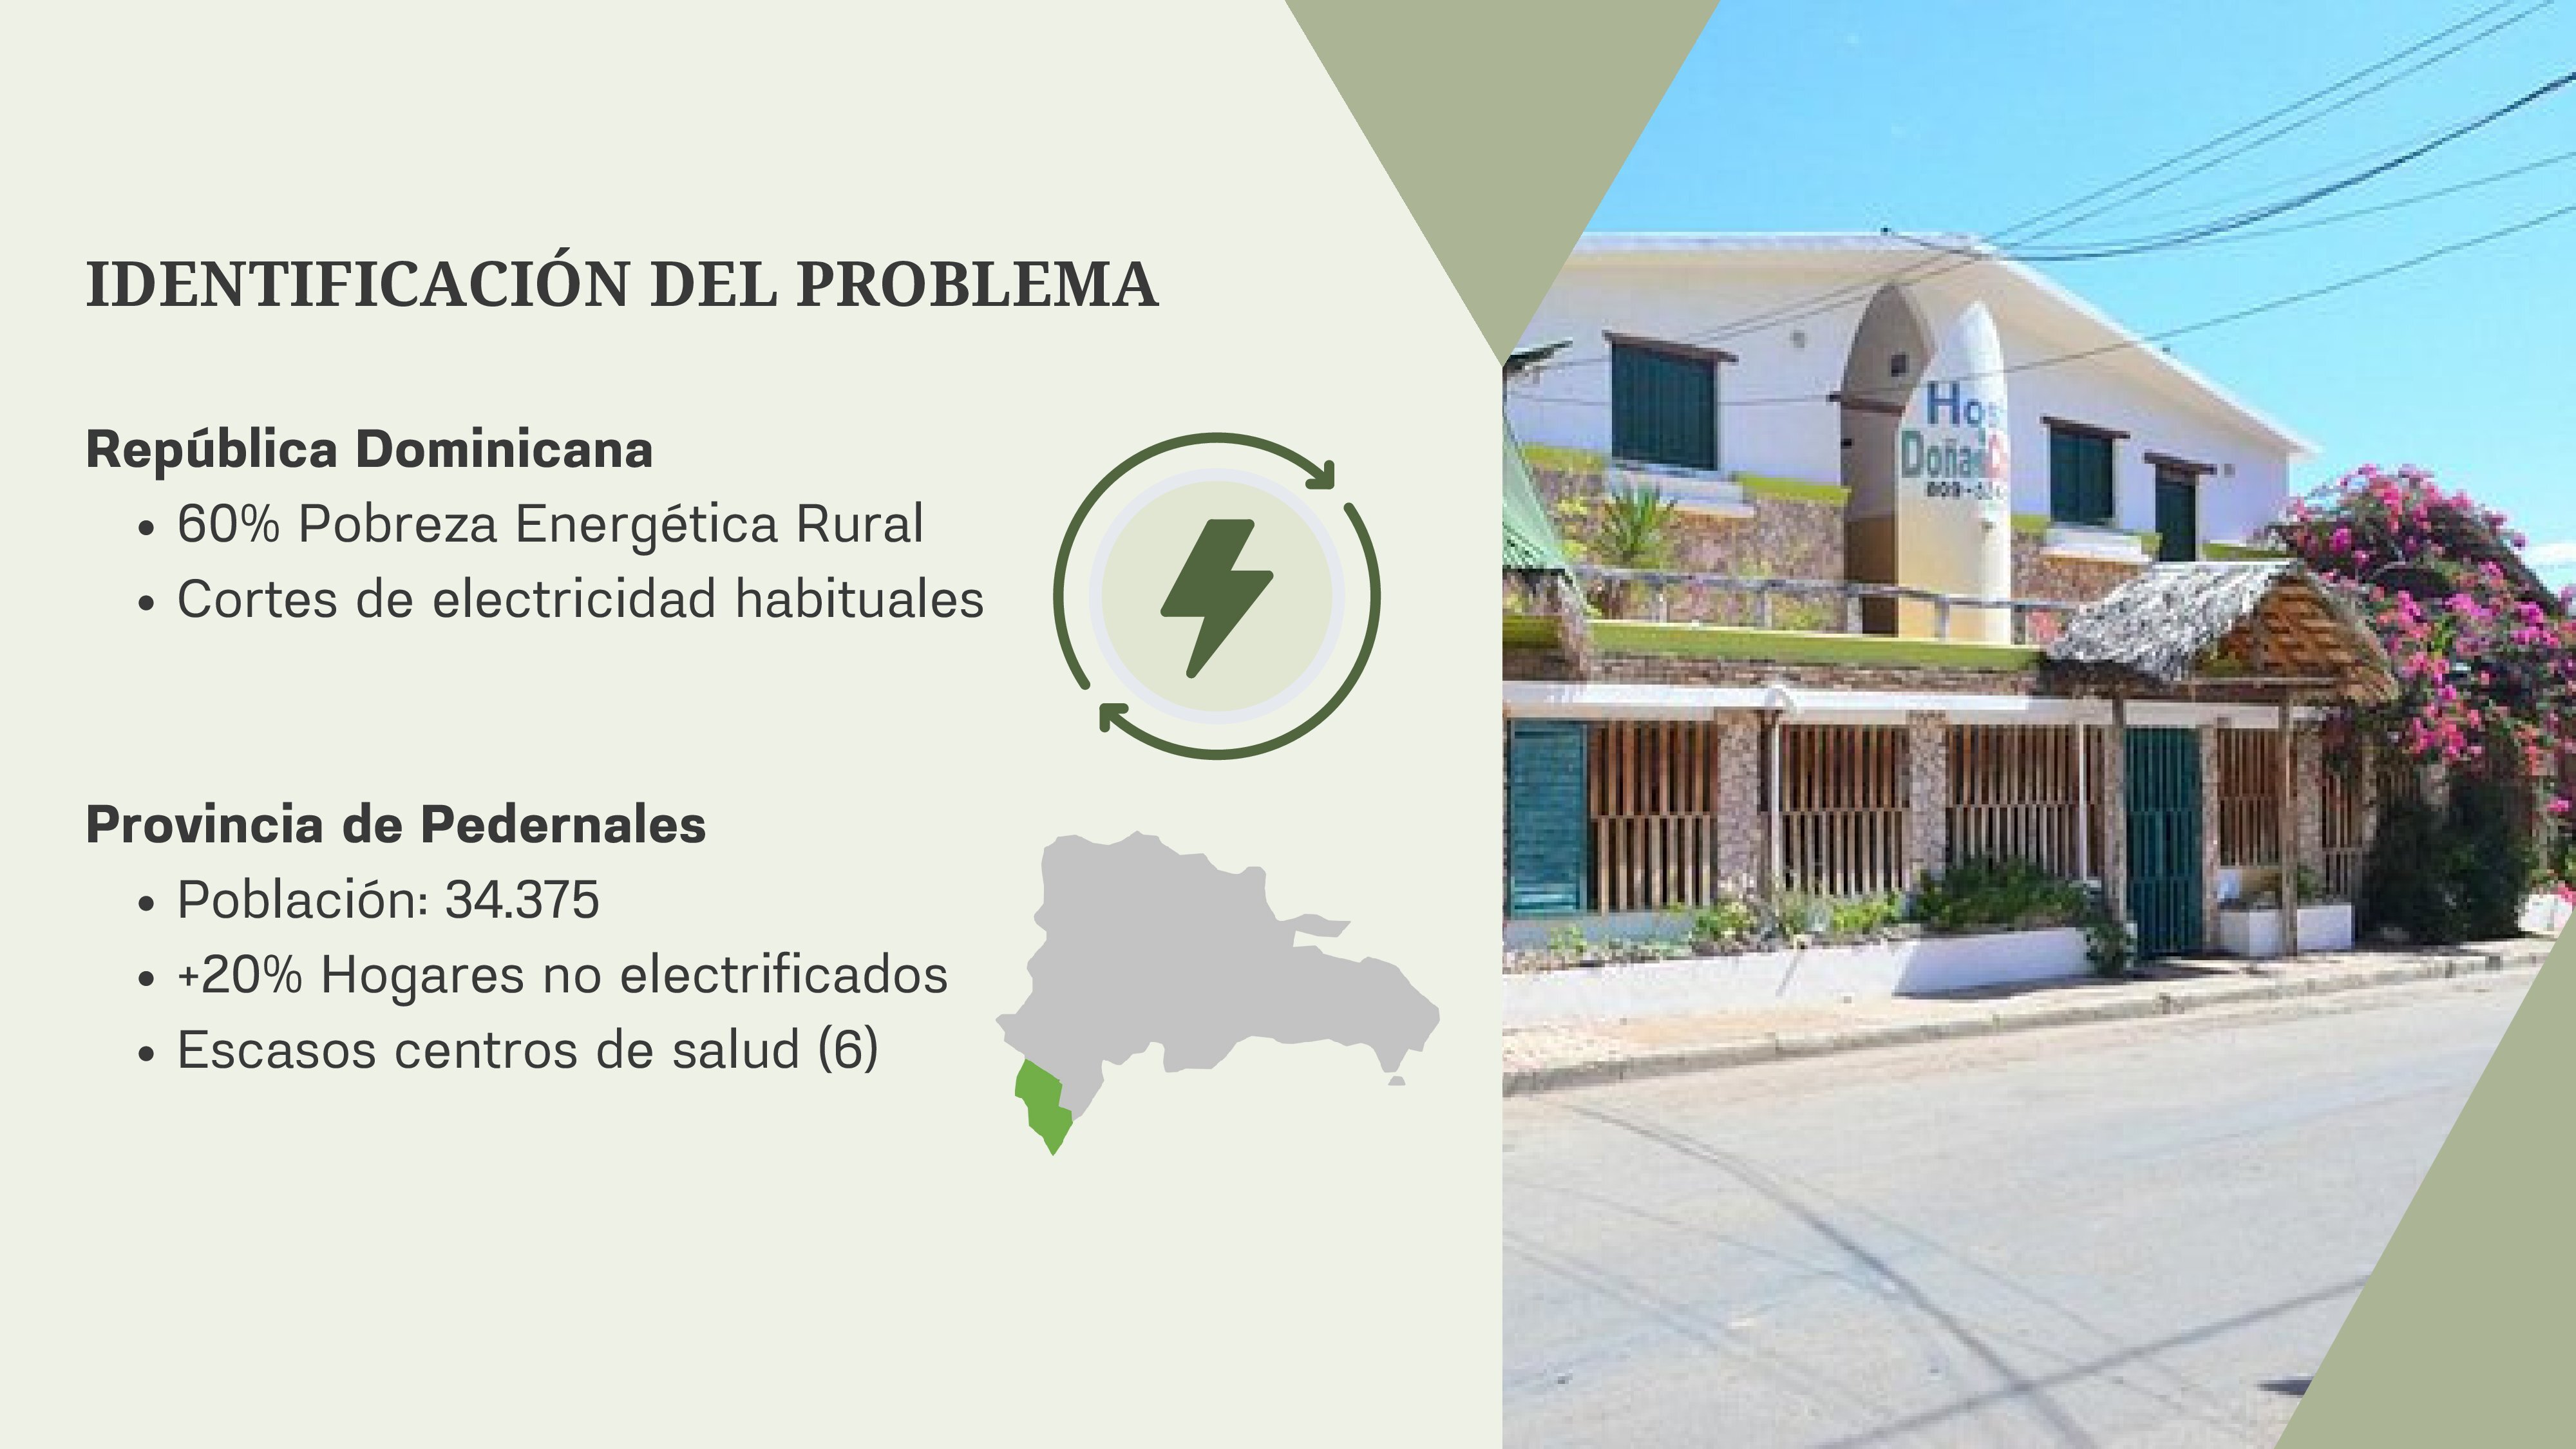 IDENTIFICACIÓN DEL PROBLEMA
República Dominicana
• 60% Pobreza Energética Rural
• Cortes de electricidad habituales
Provincia de Pedernales
• Población: 34.375
• +20% Hogares no electrificados
• Escasos centros de salud (6)
Doña